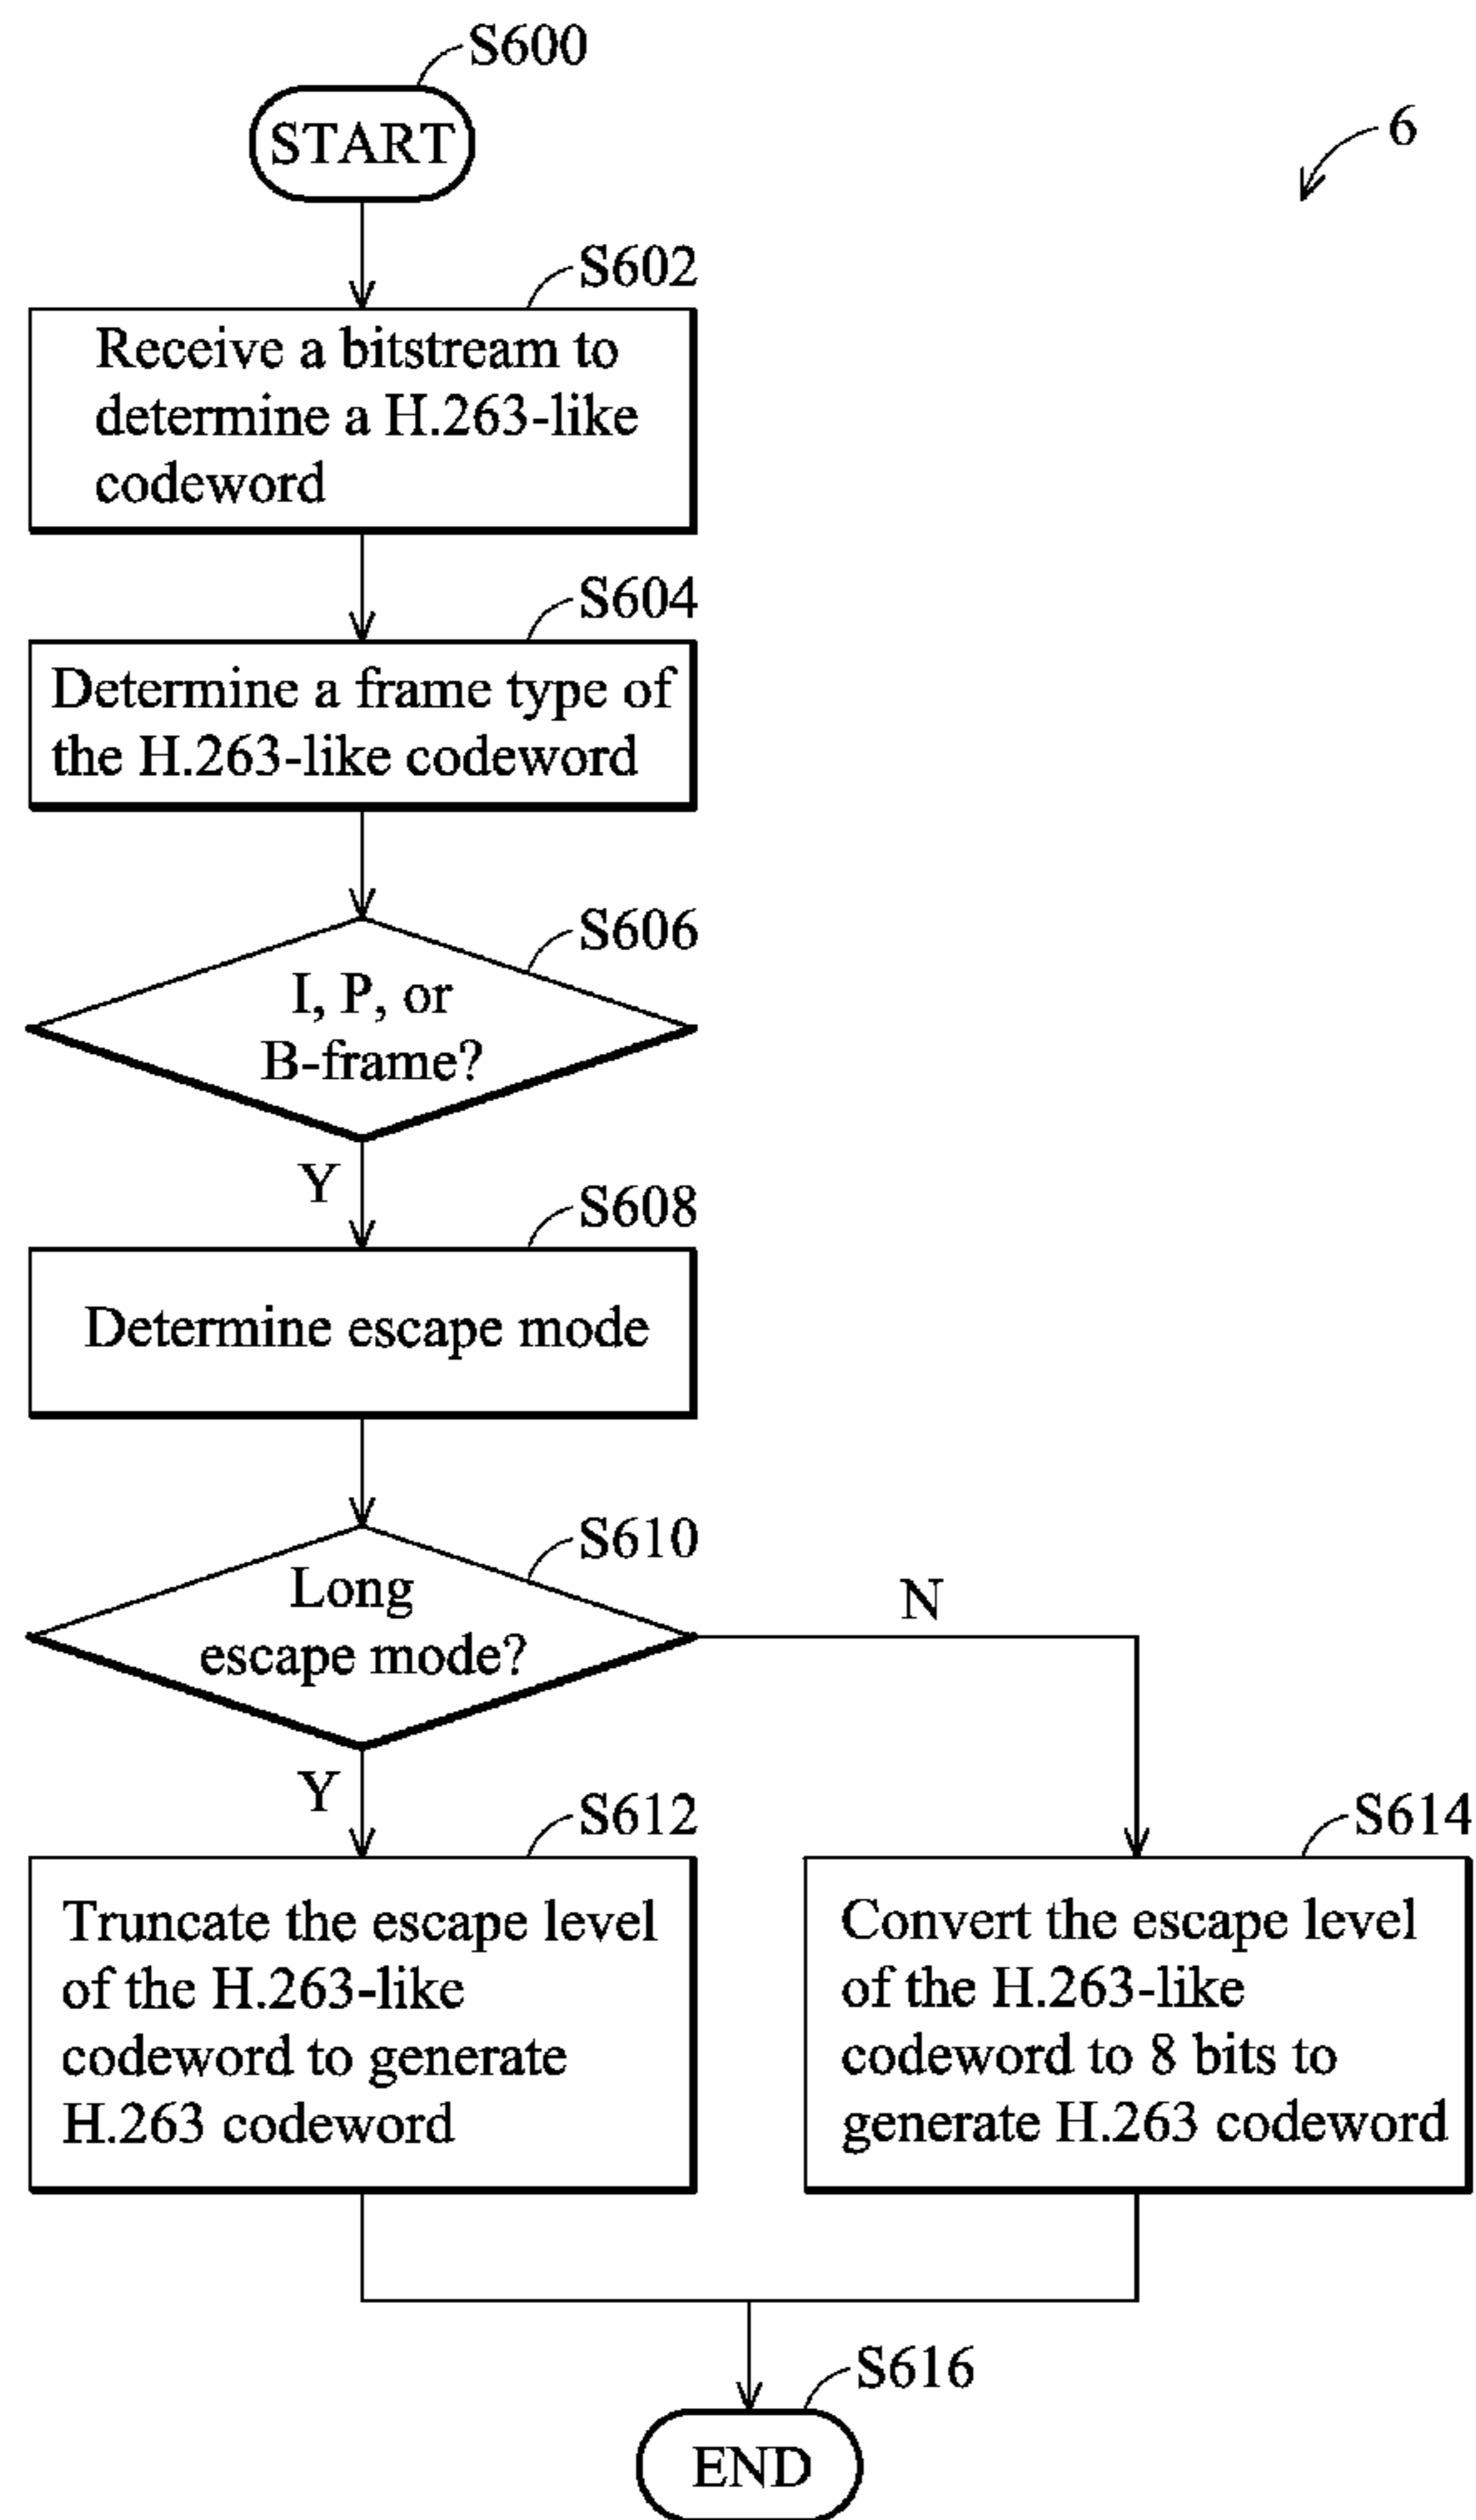 S600
START
6
S602
Receive a bitstream to
determine a H.263-like
codeword
S604
Determine a frame type of
the H.263-like codeword
S606
I, P, or
B-frame?
Y
S608
Determine escape mode
S610
Long
escape mode?
N
Y
S612
Truncate the escape level
of the H.263-like
codeword to generate
H.263 codeword
S614
Convert the escape level
of the H.263-like
codeword to 8 bits to
generate H.263 codeword
S616
END